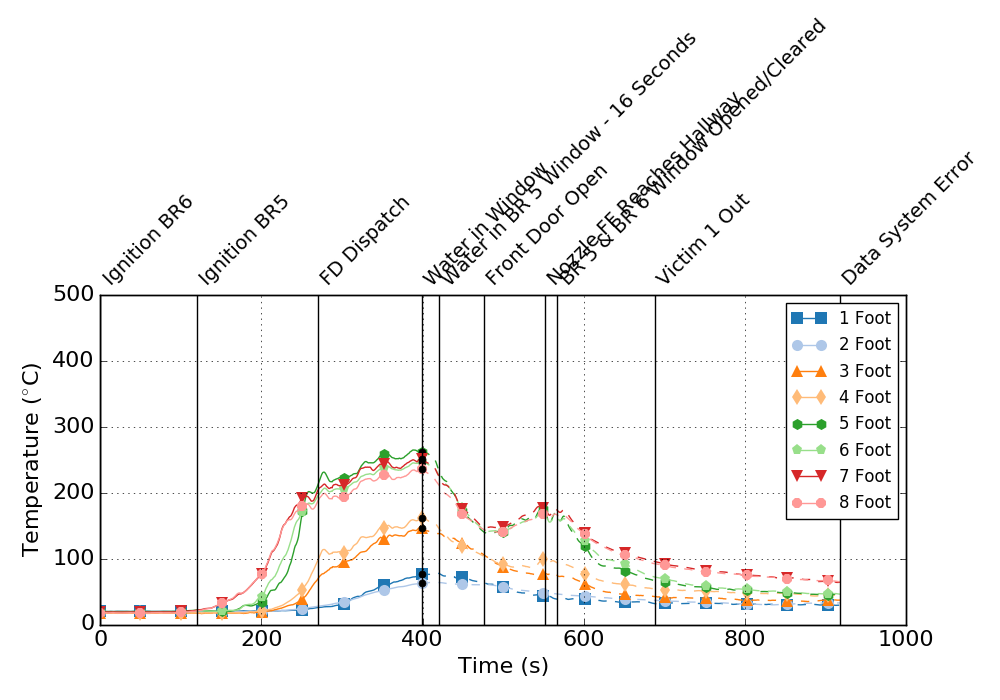 Ignition BR6
Ignition BR5
FD Dispatch
Water in Window
Water in BR 5 Window - 16 Seconds
Front Door Open
Nozzle FF Reaches Hallway
BR 5 & BR 6 Window Opened/Cleared
Victim 1 Out
Data System Error
500
400
300
200
100
0
Temperature (°C)
0 200 400 600 800 1000
Time (s)
1 Foot
2 Foot
3 Foot
4 Foot
5 Foot
6 Foot
7 Foot
8 Foot